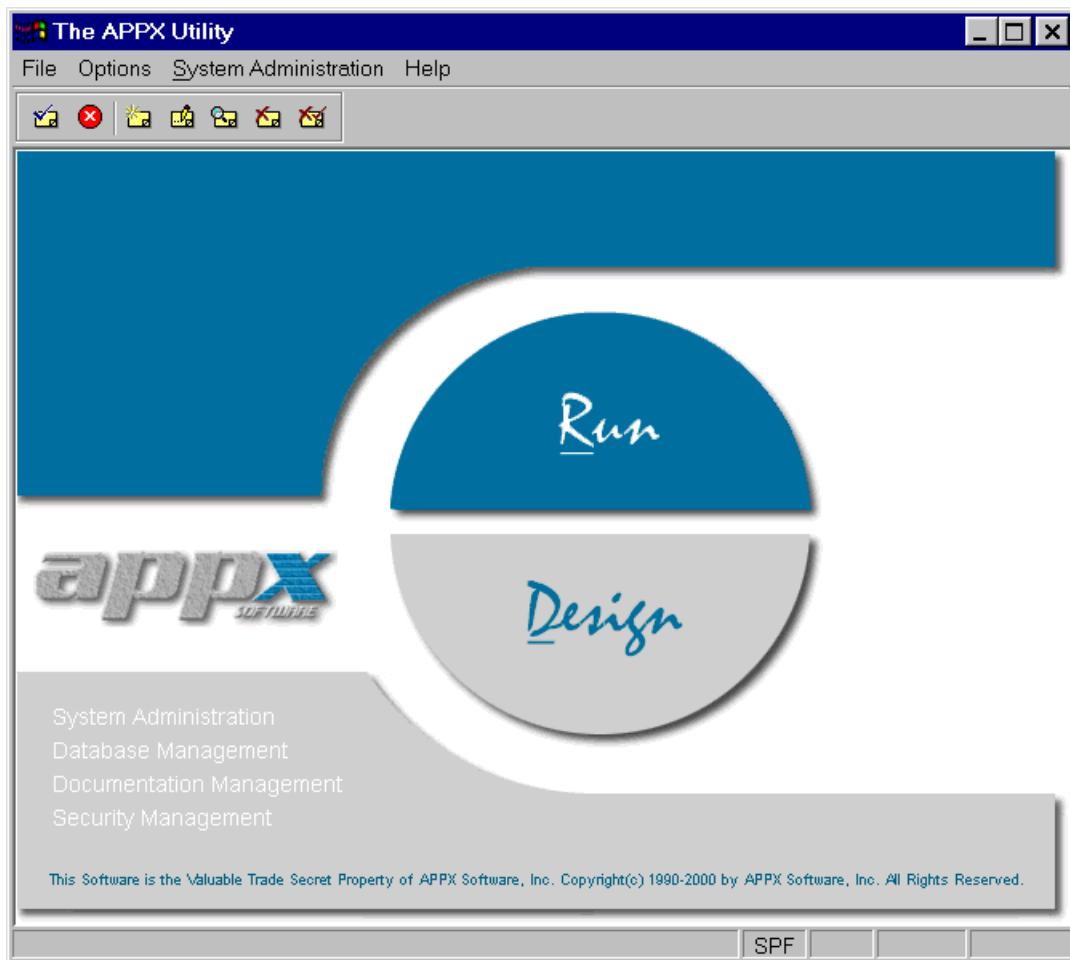 The APPX Utility
File Options System Administration Help
Run
appx
SOFTWARE
Design
System Administration
Database Management
Documentation Management
Security Management
This Software is the Valuable Trade Secret Property of APPX Software, Inc. Copyright(c) 1990-2000 by APPX Software, Inc. All Rights Reserved.
SPF